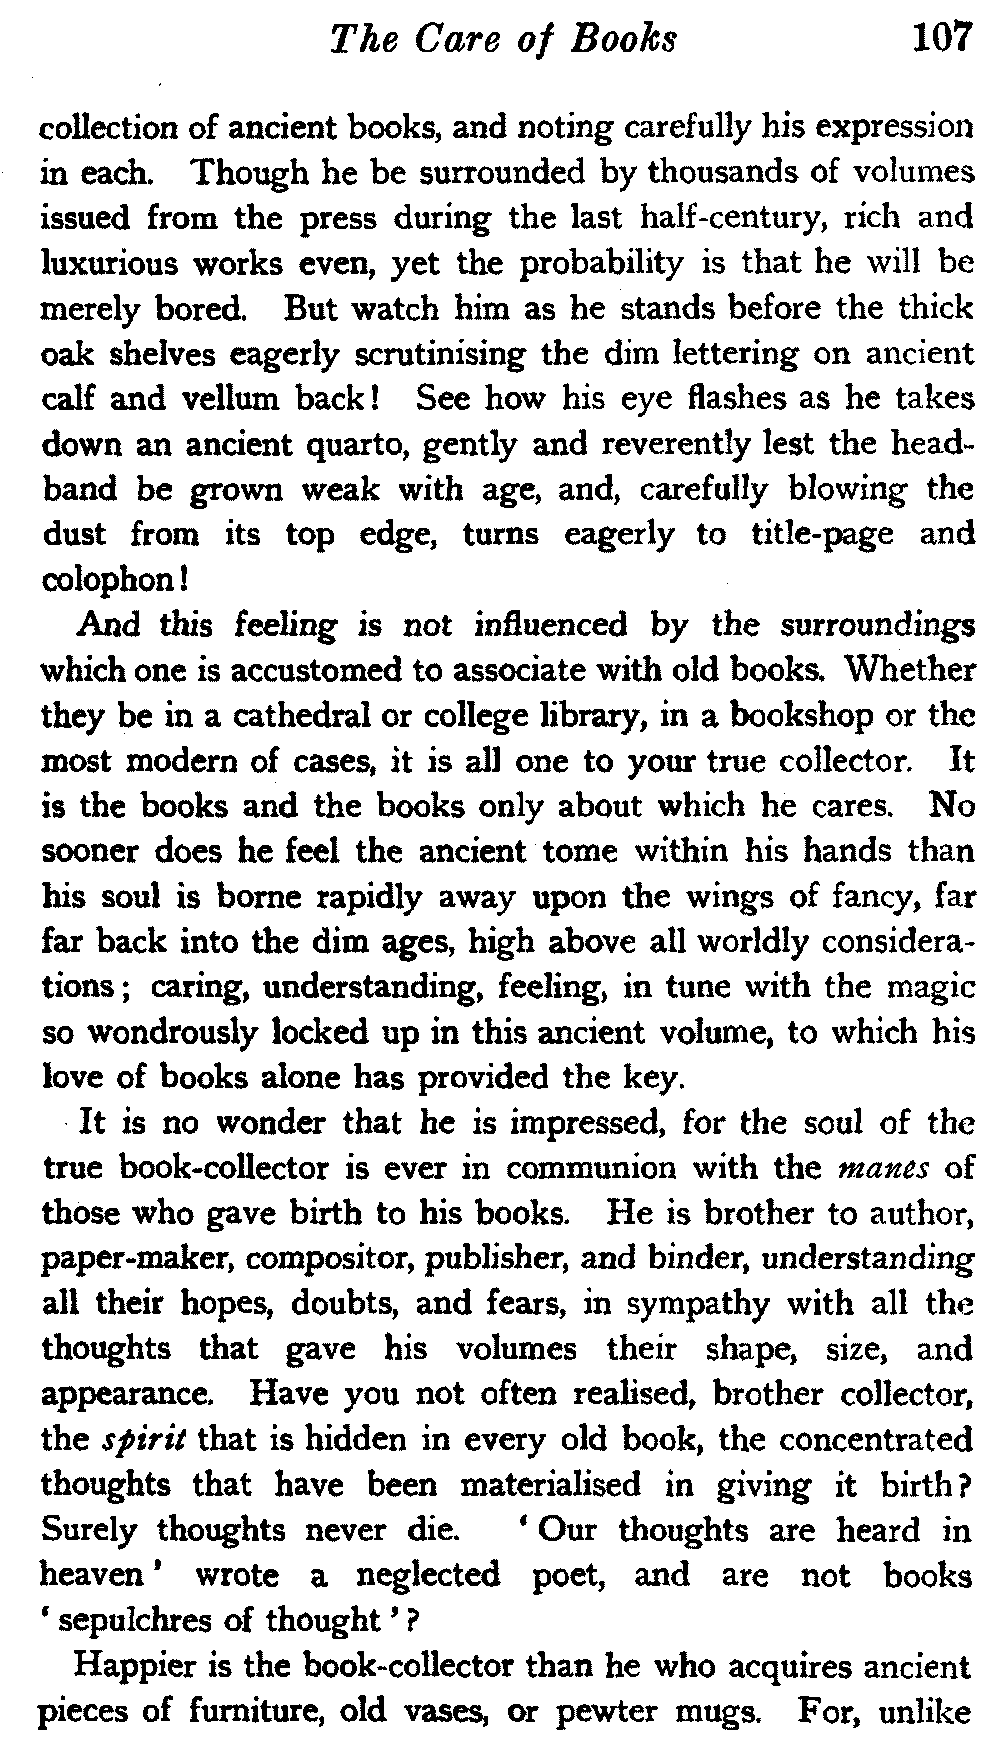 The Care of Books 107
collection of ancient books, and noting carefully his expression
in each. Though he be surrounded by thousands of volumes
issued from the press during the last half-century, rich and
luxurious works even, yet the probability is that he will be
merely bored. But watch him as he stands before the thick
oak shelves eagerly scrutinising the dim lettering on ancient
calf and vellum back! See how his eye flashes as he takes
down an ancient quarto, gently and reverently lest the head-
band be grown weak with age, and, carefully blowing the
dust from its top edge, turns eagerly to title-page and
colophon!
And this feeling is not influenced by the surroundings
which one is accustomed to associate with old books. Whether
they be in a cathedral or college library, in a bookshop or the
most modern of cases, it is all one to your true collector. It
is the books and the books only about which he cares. No
sooner does he feel the ancient tome within his hands than
his soul is borne rapidly away upon the wings of fancy, far
far back into the dim ages, high above all worldly considera-
tions; caring, understanding, feeling, in tune with the magic
so wondrously locked up in this ancient volume, to which his
love of books alone has provided the key.
It is no wonder that he is impressed, for the soul of the
true book-collector is ever in communion with the manes of
those who gave birth to his books. He is brother to author,
paper-maker, compositor, publisher, and binder, understanding
all their hopes, doubts, and fears, in sympathy with all the
thoughts that gave his volumes their shape, size, and
appearance. Have you not often realised, brother collector,
the spirit that is hidden in every old book, the concentrated
thoughts that have been materialised in giving it birth?
Surely thoughts never die. ‘Our thoughts are heard in
heaven’ wrote a neglected poet, and are not books
‘sepulchres of thought’?
Happier is the book-collector than he who acquires ancient
pieces of furniture, old vases, or pewter mugs. For, unlike